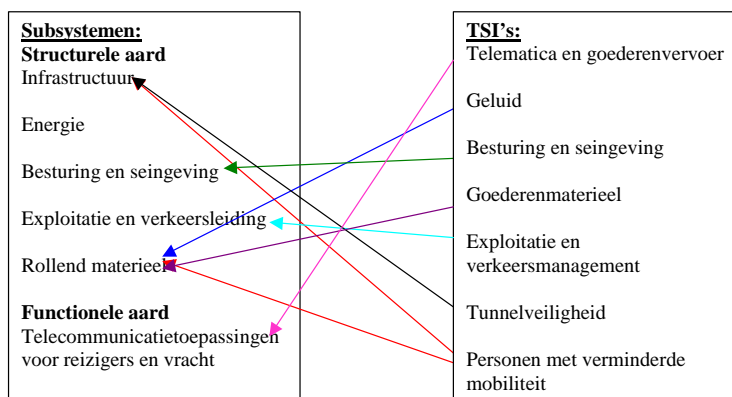 Subsystemen:
Structurele aard
Infrastructuur
Energie
Besturing en seingeving
Exploitatie en verkeersleiding
Rollend materieel
Functionele aard
Telecommunicatietoepassingen
voor reizigers en vracht
TSI's:
Telematica en goederenvervoer
Geluid
Besturing en seingeving
Goederenmaterieel
Exploitatie en
verkeersmanagement
Tunnelveiligheid
Personen met verminderde
mobiliteit